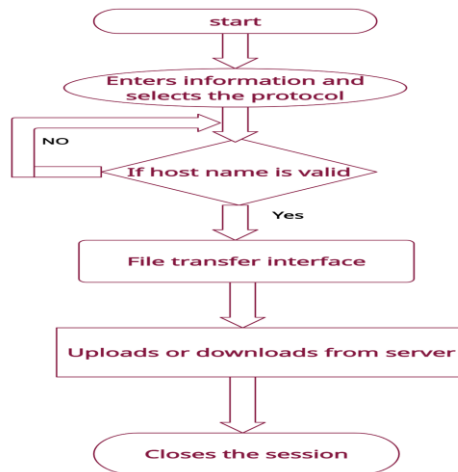 start
Enters information and
selects the protocol
NO
If host name is valid
Yes
File transfer interface
Uploads or downloads from server
Closes the session